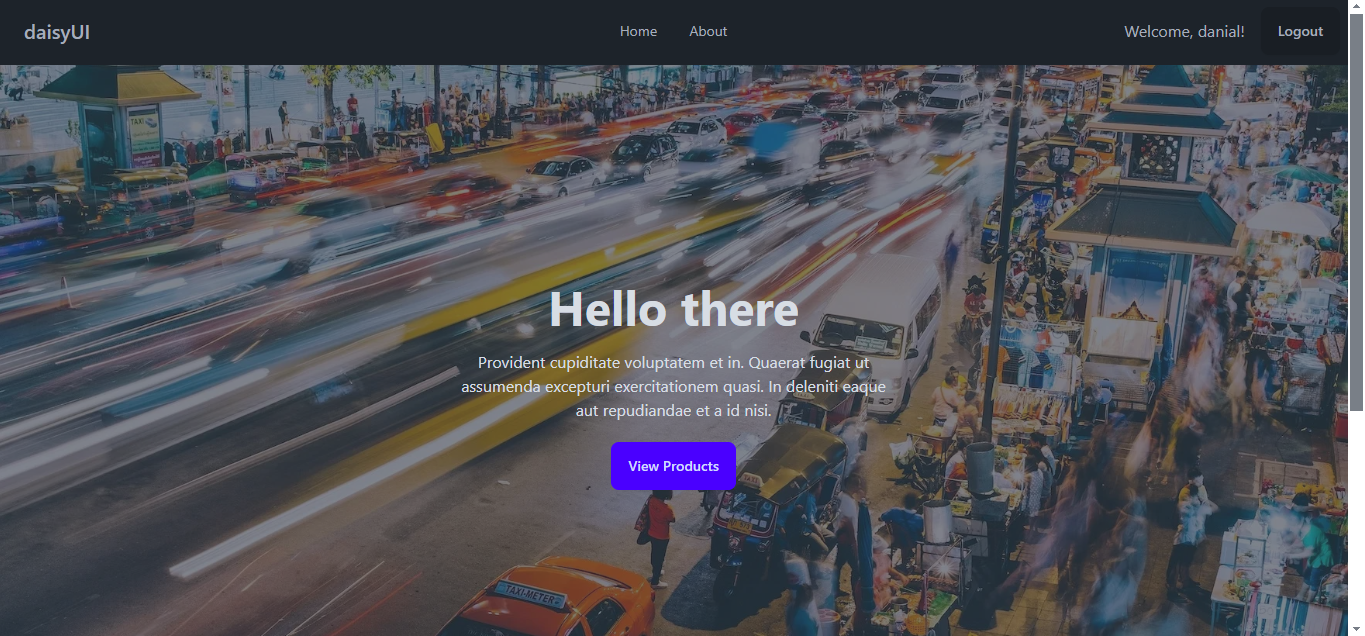 daisyUI
Home
About
Welcome, danial!
Logout
TAXI
Hello there
Provident cupiditate voluptatem et in. Quaerat fugiat ut
assumenda excepturi exercitationem quasi. In deleniti eaque
aut repudiandae et a id nisi.
View Products
TAXI-METER